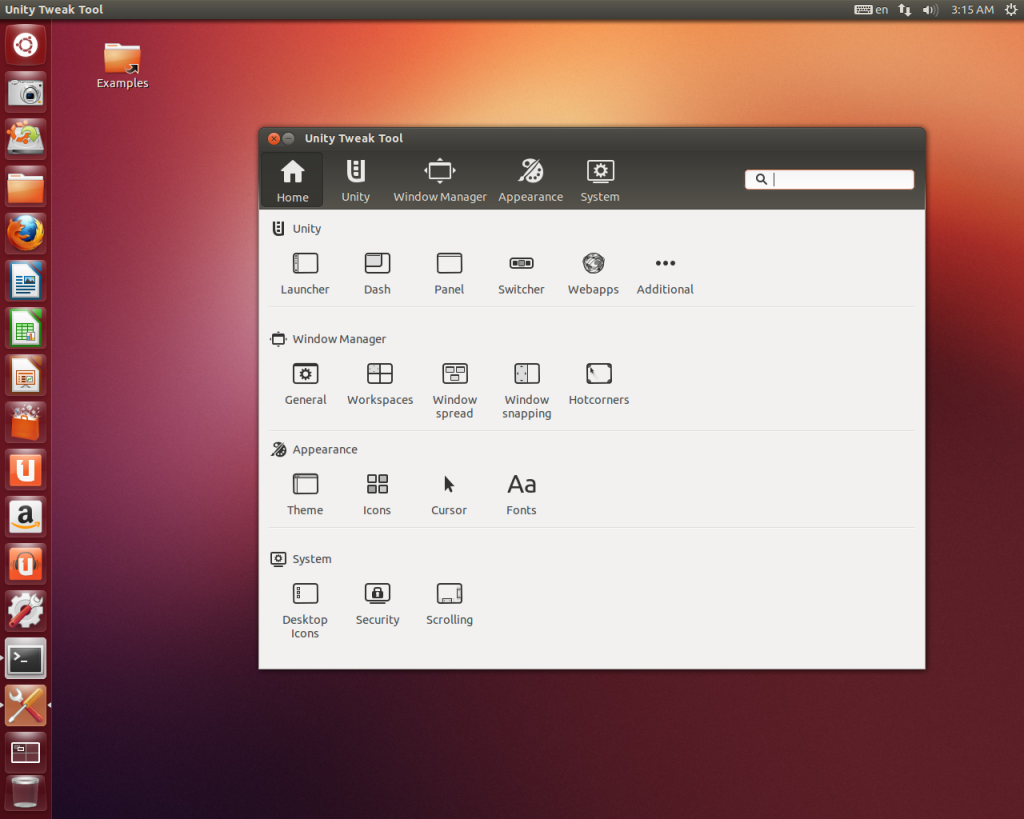 Unity Tweak Tool
en
3:15 AM
Examples
Unity Tweak Tool
Home
Unity
Window Manager
Appearance
System
Unity
Launcher
Dash
Panel
Switcher
Webapps
Additional
Window Manager
General
Workspaces
Window
spread
Window
snapping
Hotcorners
Appearance
Aa
Theme
Icons
Cursor
Fonts
System
Desktop
Icons
Security
Scrolling